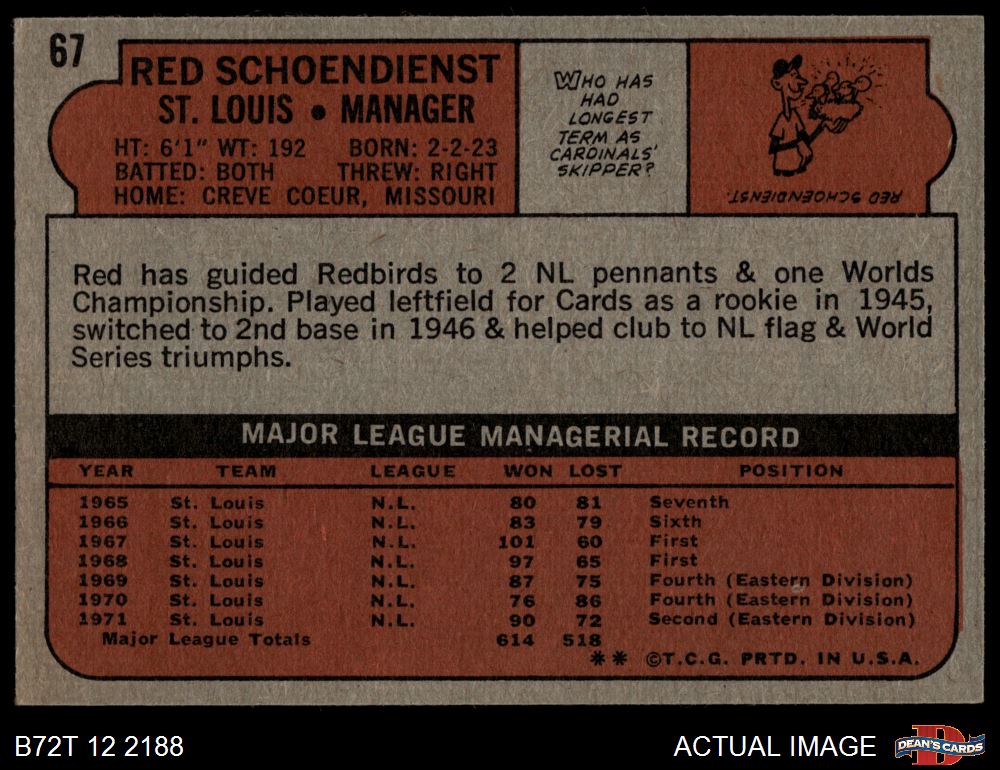 67
RED SCHOENDIENST
ST. LOUIS • MANAGER
HT: 6'1" WT: 192 BORN: 2-2-23
BATTED: BOTH THREW: RIGHT
HOME: CREVE COEUR, MISSOURI
WHO HAS
HAD
LONGEST
TERM AS
CARDINALS'
SKIPPER?
RED SCHOENDIENST.
Red has guided Redbirds to 2 NL pennants & one Worlds
Championship. Played leftfield for Cards as a rookie in 1945,
switched to 2nd base in 1946 & helped club to NL flag & World
Series triumphs.
MAJOR LEAGUE MANAGERIAL RECORD
YEAR TEAM LEAGUE WON LOST POSITION
1965 St. Louis N.L. 80 81 Seventh
1966 St. Louis N.L. 83 79 Sixth
1967 St. Louis N.L. 101 60 First
1968 St. Louis N.L. 97 65 First
1969 St. Louis N.L. 87 75 Fourth (Eastern Division)
1970 St. Louis N.L. 76 86 Fourth (Eastern Division)
1971 St. Louis N.L. 90 72 Second (Eastern Division)
Major League Totals 614 518
** ©T.C.G. PRTD. IN U.S.A.
B72T 12 2188
ACTUAL IMAGE
D
DEAN'S CARDS